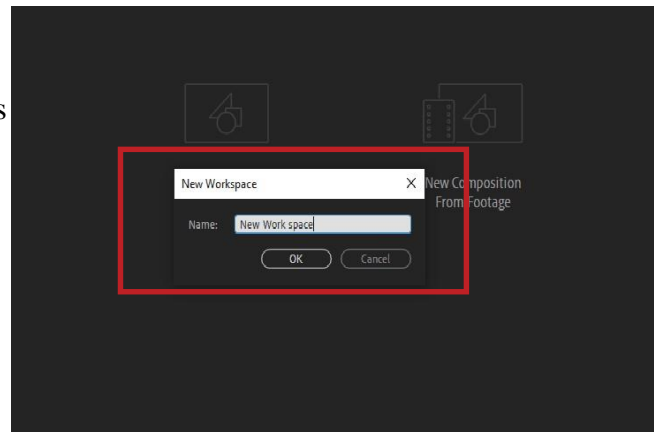 s
New Workspace
New Composition
From Footage
Name: New Work space
OK Cancel